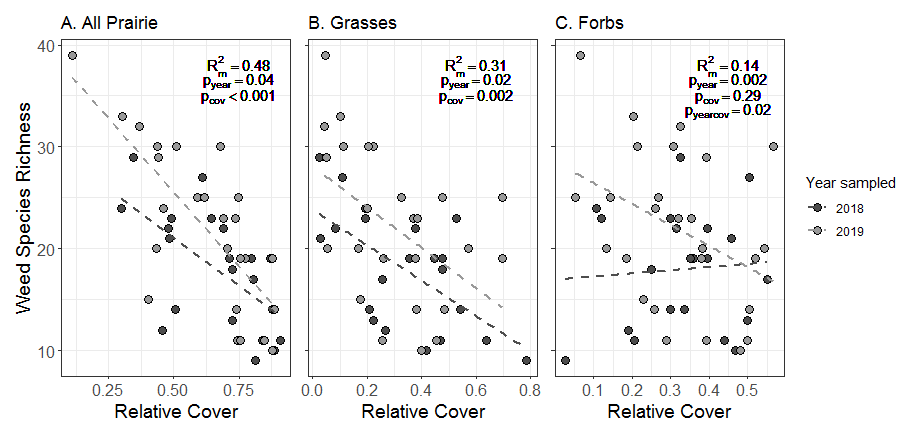 A. All Prairie
B. Grasses
C. Forbs
Weed Species Richness
40
30
20
10
R²m = 0.48
pyear = 0.04
pcov < 0.001
R²m = 0.31
pyear = 0.02
pcov = 0.002
R²m = 0.14
pyear = 0.002
pcov = 0.29
pyearcov = 0.02
0.25 0.50 0.75
0.0 0.2 0.4 0.6 0.8
0.1 0.2 0.3 0.4 0.5
Relative Cover
Relative Cover
Relative Cover
Year sampled
2018
2019